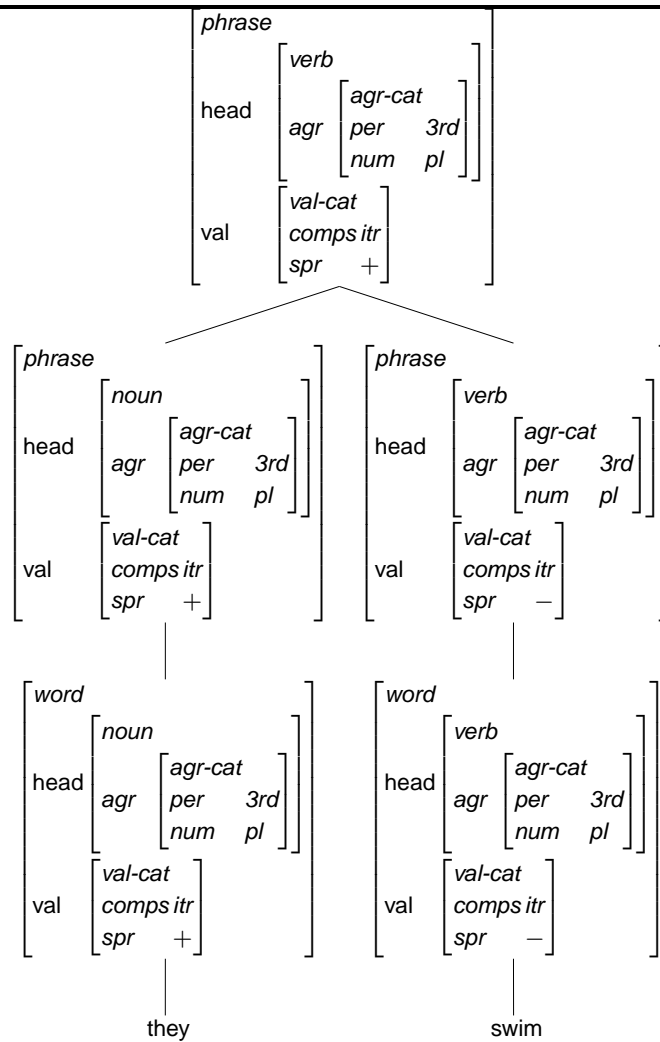 phrase
verb
head
agr
agr-cat
per 3rd
num pl
val
val-cat
comps itr
spr +
phrase
noun
head
agr
agr-cat
per 3rd
num pl
val
val-cat
comps itr
spr +
phrase
verb
head
agr
agr-cat
per 3rd
num pl
val
val-cat
comps itr
spr −
word
noun
head
agr
agr-cat
per 3rd
num pl
val
val-cat
comps itr
spr +
they
word
verb
head
agr
agr-cat
per 3rd
num pl
val
val-cat
comps itr
spr −
swim